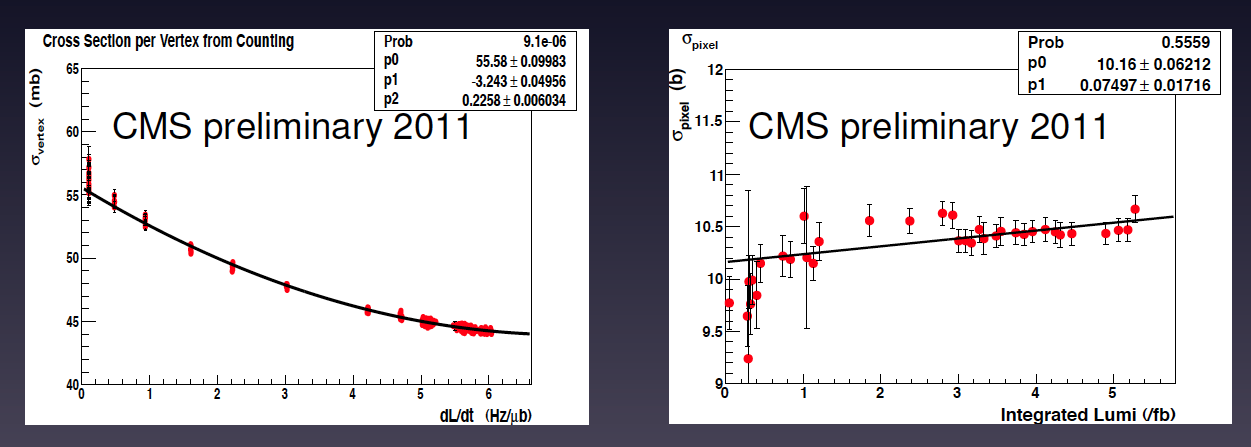 Cross Section per Vertex from Counting
Prob 9.1e-06
p0 55.58 ± 0.09983
p1 -3.243 ± 0.04956
p2 0.2258 ± 0.006034
CMS preliminary 2011
σvertex (mb)
65
60
55
50
45
40
0 1 2 3 4 5 6
dL/dt (Hz/μb)
σpixel
Prob 0.5559
p0 10.16 ± 0.06212
p1 0.07497 ± 0.01716
CMS preliminary 2011
σpixel (b)
12
11.5
11
10.5
10
9.5
9
0 1 2 3 4 5
Integrated Lumi (/fb)